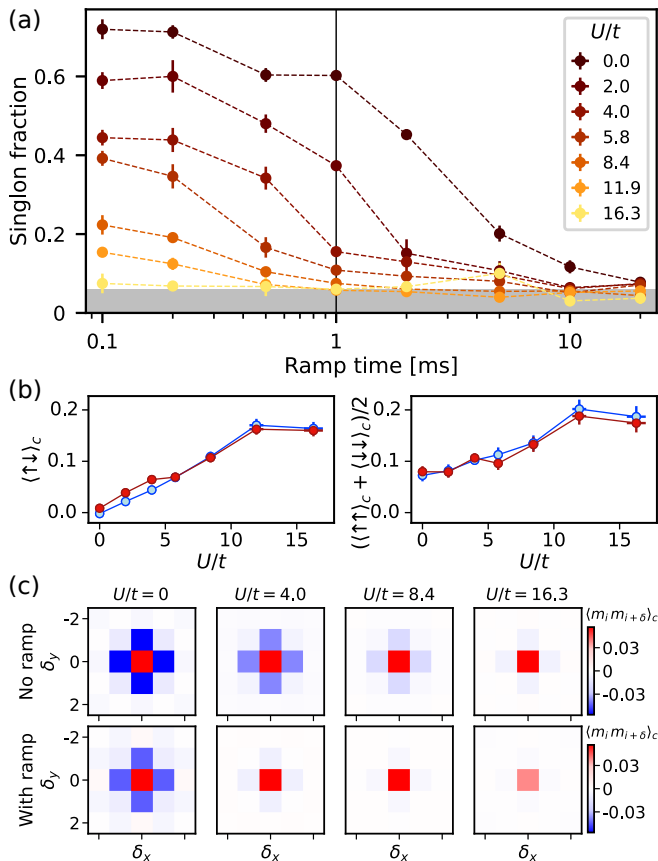 (a)
Singlon fraction
0.6
0.4
0.2
0
0.1
1
10
Ramp time [ms]
U/t
0.0
2.0
4.0
5.8
8.4
11.9
16.3
(b)
⟨↑↓⟩c
0.2
0.1
0.0
0 5 10 15
U/t
(⟨↑↑⟩c + ⟨↓↓⟩c)/2
0.2
0.1
0.0
0 5 10 15
U/t
(c)
U/t = 0 U/t = 4.0 U/t = 8.4 U/t = 16.3
No ramp
δy
-2
0
2
⟨mi mi+δ⟩c
0.03
0
-0.03
With ramp
δy
-2
0
2
⟨mi mi+δ⟩c
0.03
0
-0.03
δx δx δx δx